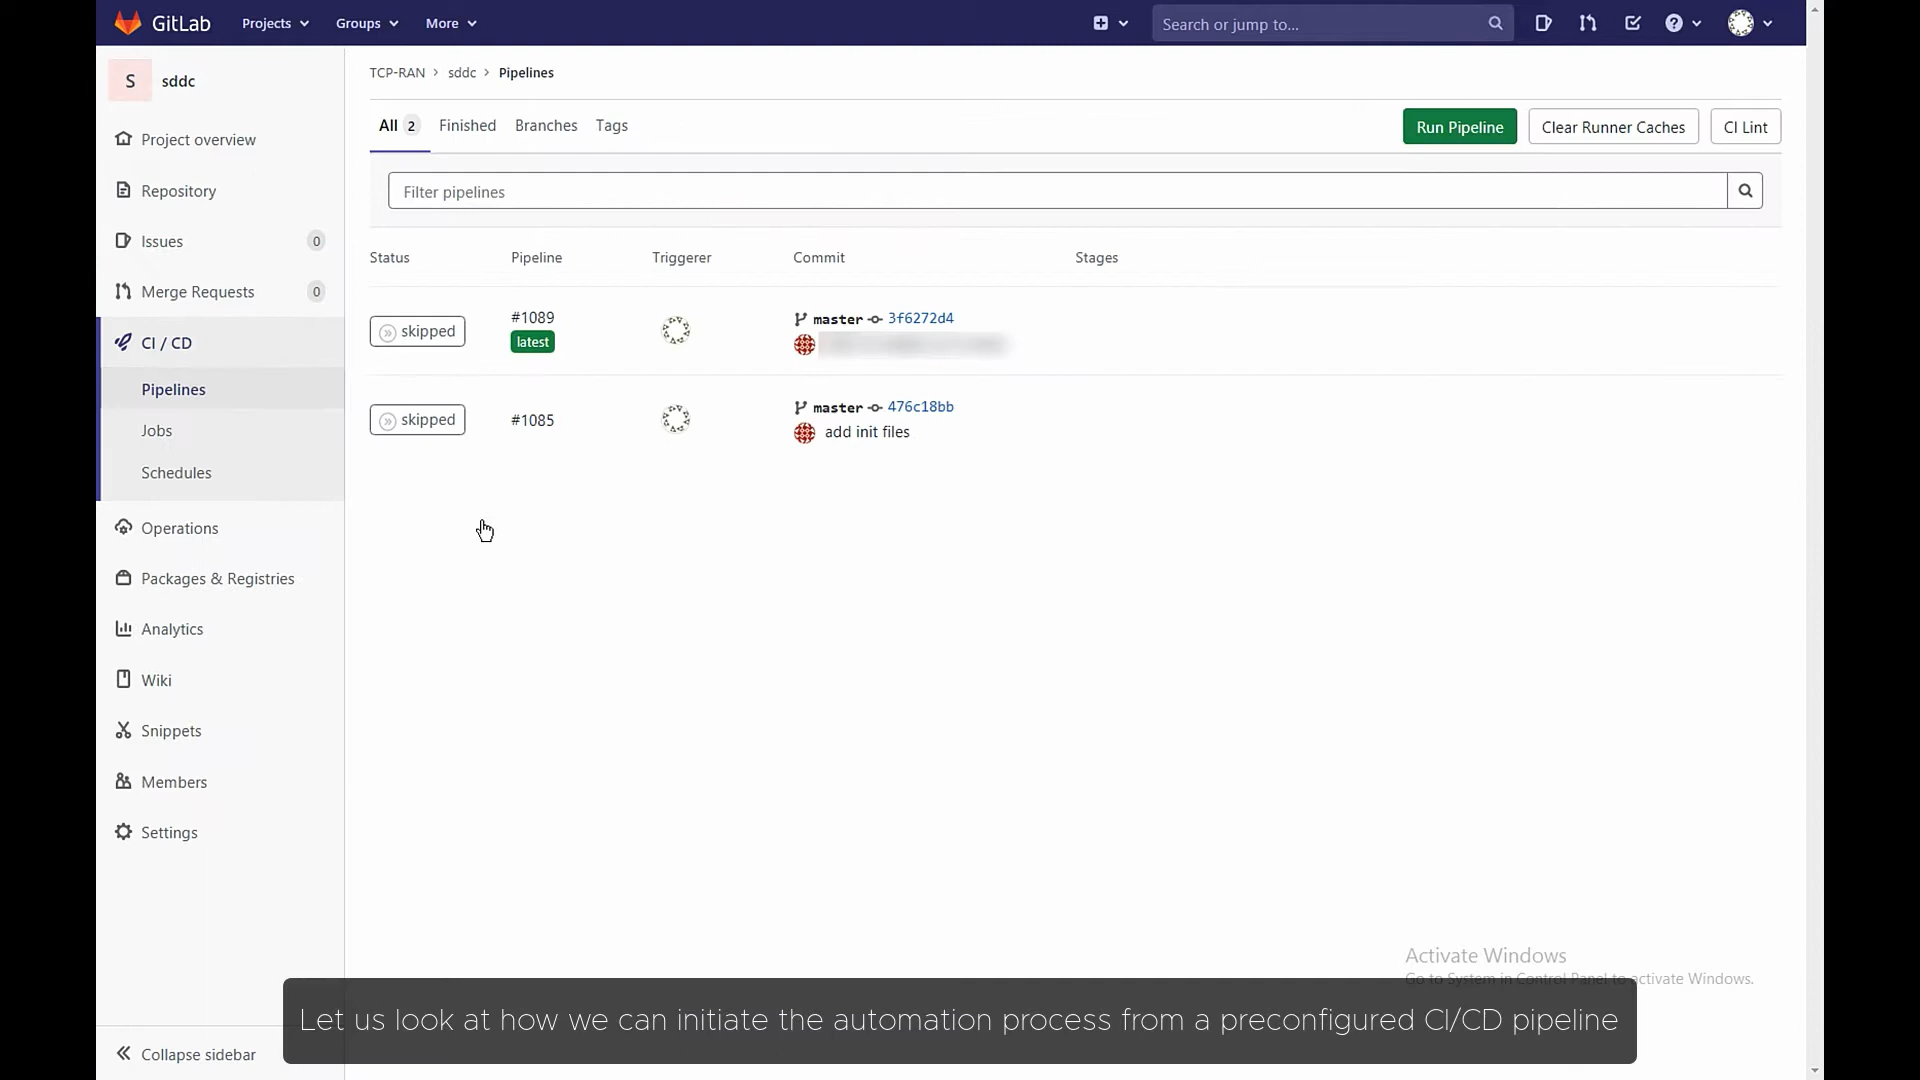 GitLab Projects Groups More Search or jump to...
S sddc
Project overview
Repository
Issues 0
Merge Requests 0
CI / CD
Pipelines
Jobs
Schedules
Operations
Packages & Registries
Analytics
Wiki
Snippets
Members
Settings
Collapse sidebar
TCP-RAN > sddc > Pipelines
All 2 Finished Branches Tags Run Pipeline Clear Runner Caches CI Lint
Filter pipelines
Status Pipeline Triggerer Commit Stages
skipped #1089 latest master 3f6272d4
skipped #1085 master 476c18bb
add init files
Activate Windows
Go to System in Control Panel to activate Windows.
Let us look at how we can initiate the automation process from a preconfigured CI/CD pipeline